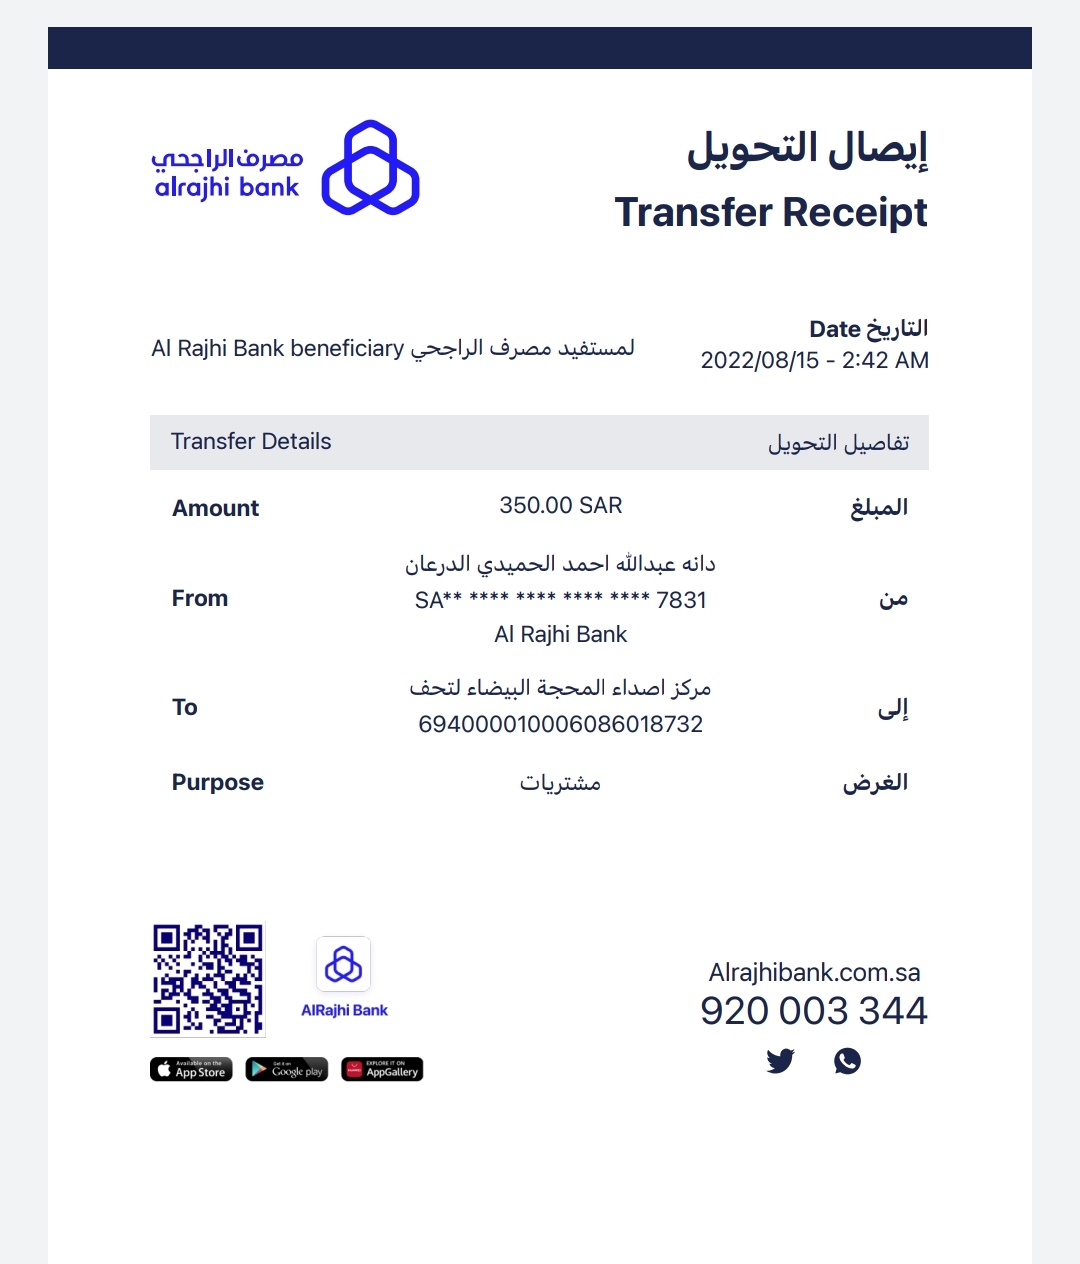 مصرف الراجحي
alrajhi bank
إيصال التحويل
Transfer Receipt
التاريخ Date
2022/08/15 - 2:42 AM
Al Rajhi Bank beneficiary لمستفيد مصرف الراجحي
Transfer Details تفاصيل التحويل
Amount 350.00 SAR المبلغ
دانه عبدالله احمد الحميدي الدرعان
From SA** **** **** **** **** 7831 من
Al Rajhi Bank
مركز اصداء المحجة البيضاء لتحف
To 694000010006086018732 إلى
Purpose مشتريات الغرض
AlRajhi Bank
Available on the
App Store
Get it on
Google play
EXPLORE IT ON
AppGallery
Alrajhibank.com.sa
920 003 344